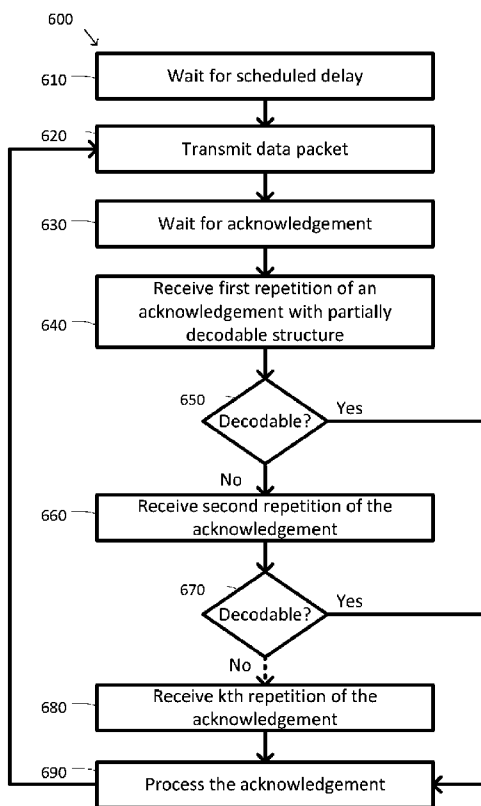 600
610
Wait for scheduled delay
620
Transmit data packet
630
Wait for acknowledgement
640
Receive first repetition of an
acknowledgement with partially
decodable structure
650
Decodable?
Yes
No
660
Receive second repetition of the
acknowledgement
670
Decodable?
Yes
No
680
Receive kth repetition of the
acknowledgement
690
Process the acknowledgement